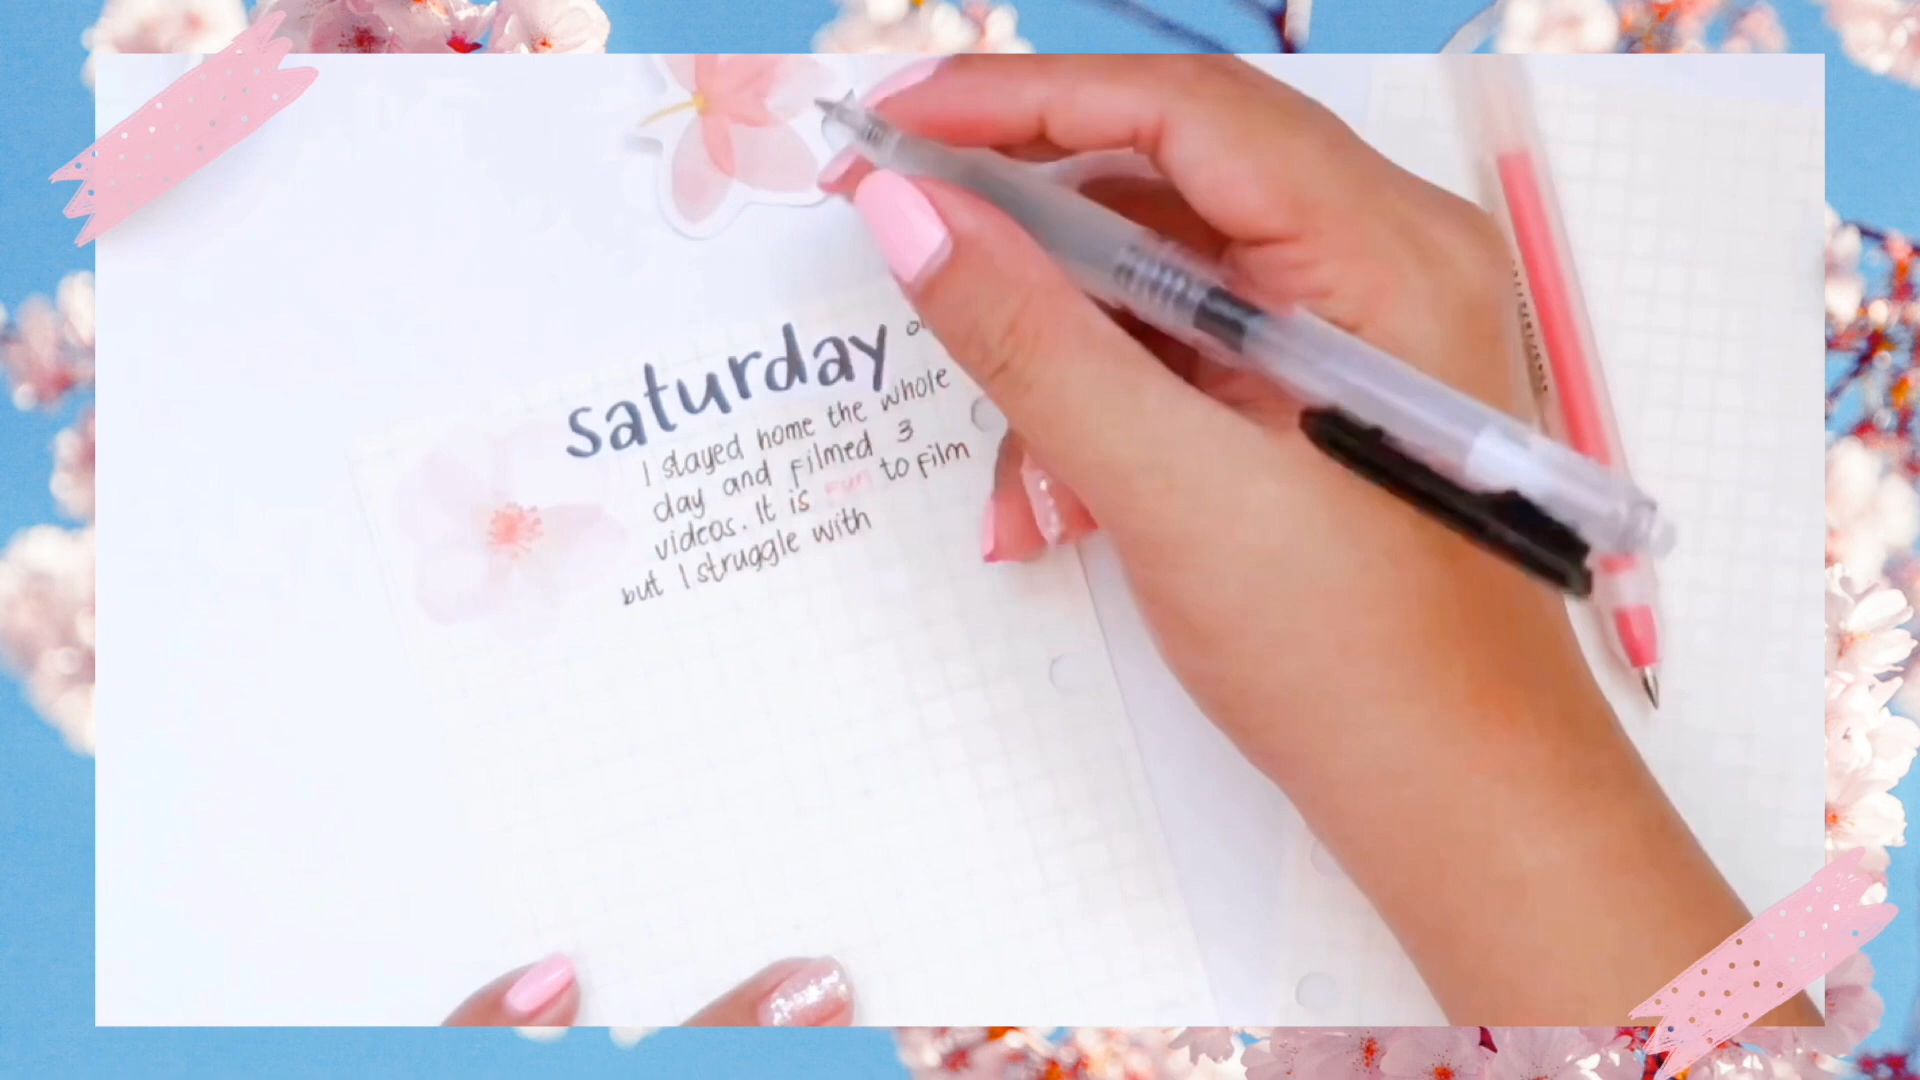 saturday
I stayed home the whole
day and filmed 3
videos. It is fun to film
but I struggle with